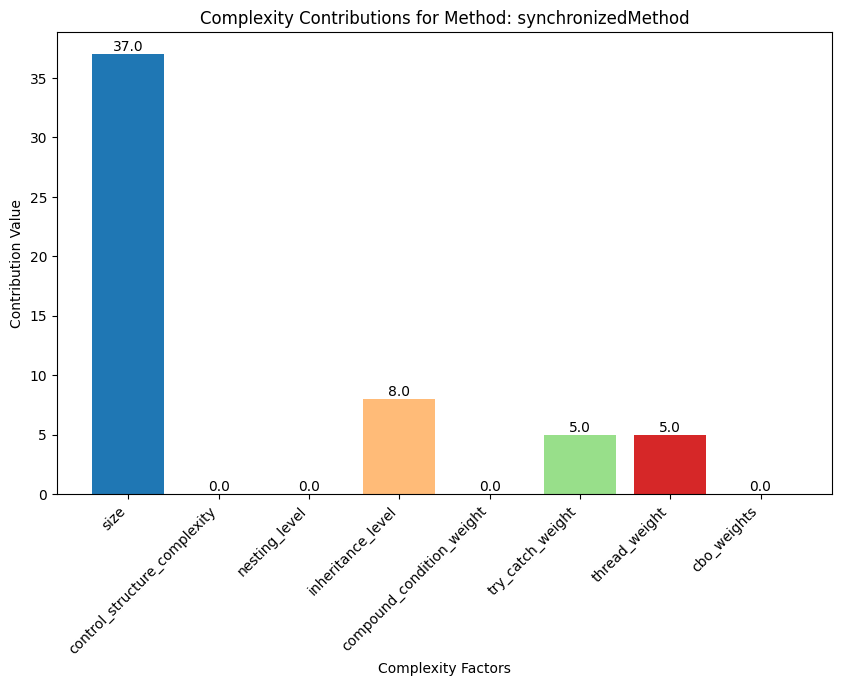 Complexity Contributions for Method: synchronizedMethod
Contribution Value
35
30
25
20
15
10
5
0
37.0
0.0
0.0
8.0
0.0
5.0
5.0
0.0
size
control_structure_complexity
nesting_level
inheritance_level
compound_condition_weight
try_catch_weight
thread_weight
cbo_weights
Complexity Factors